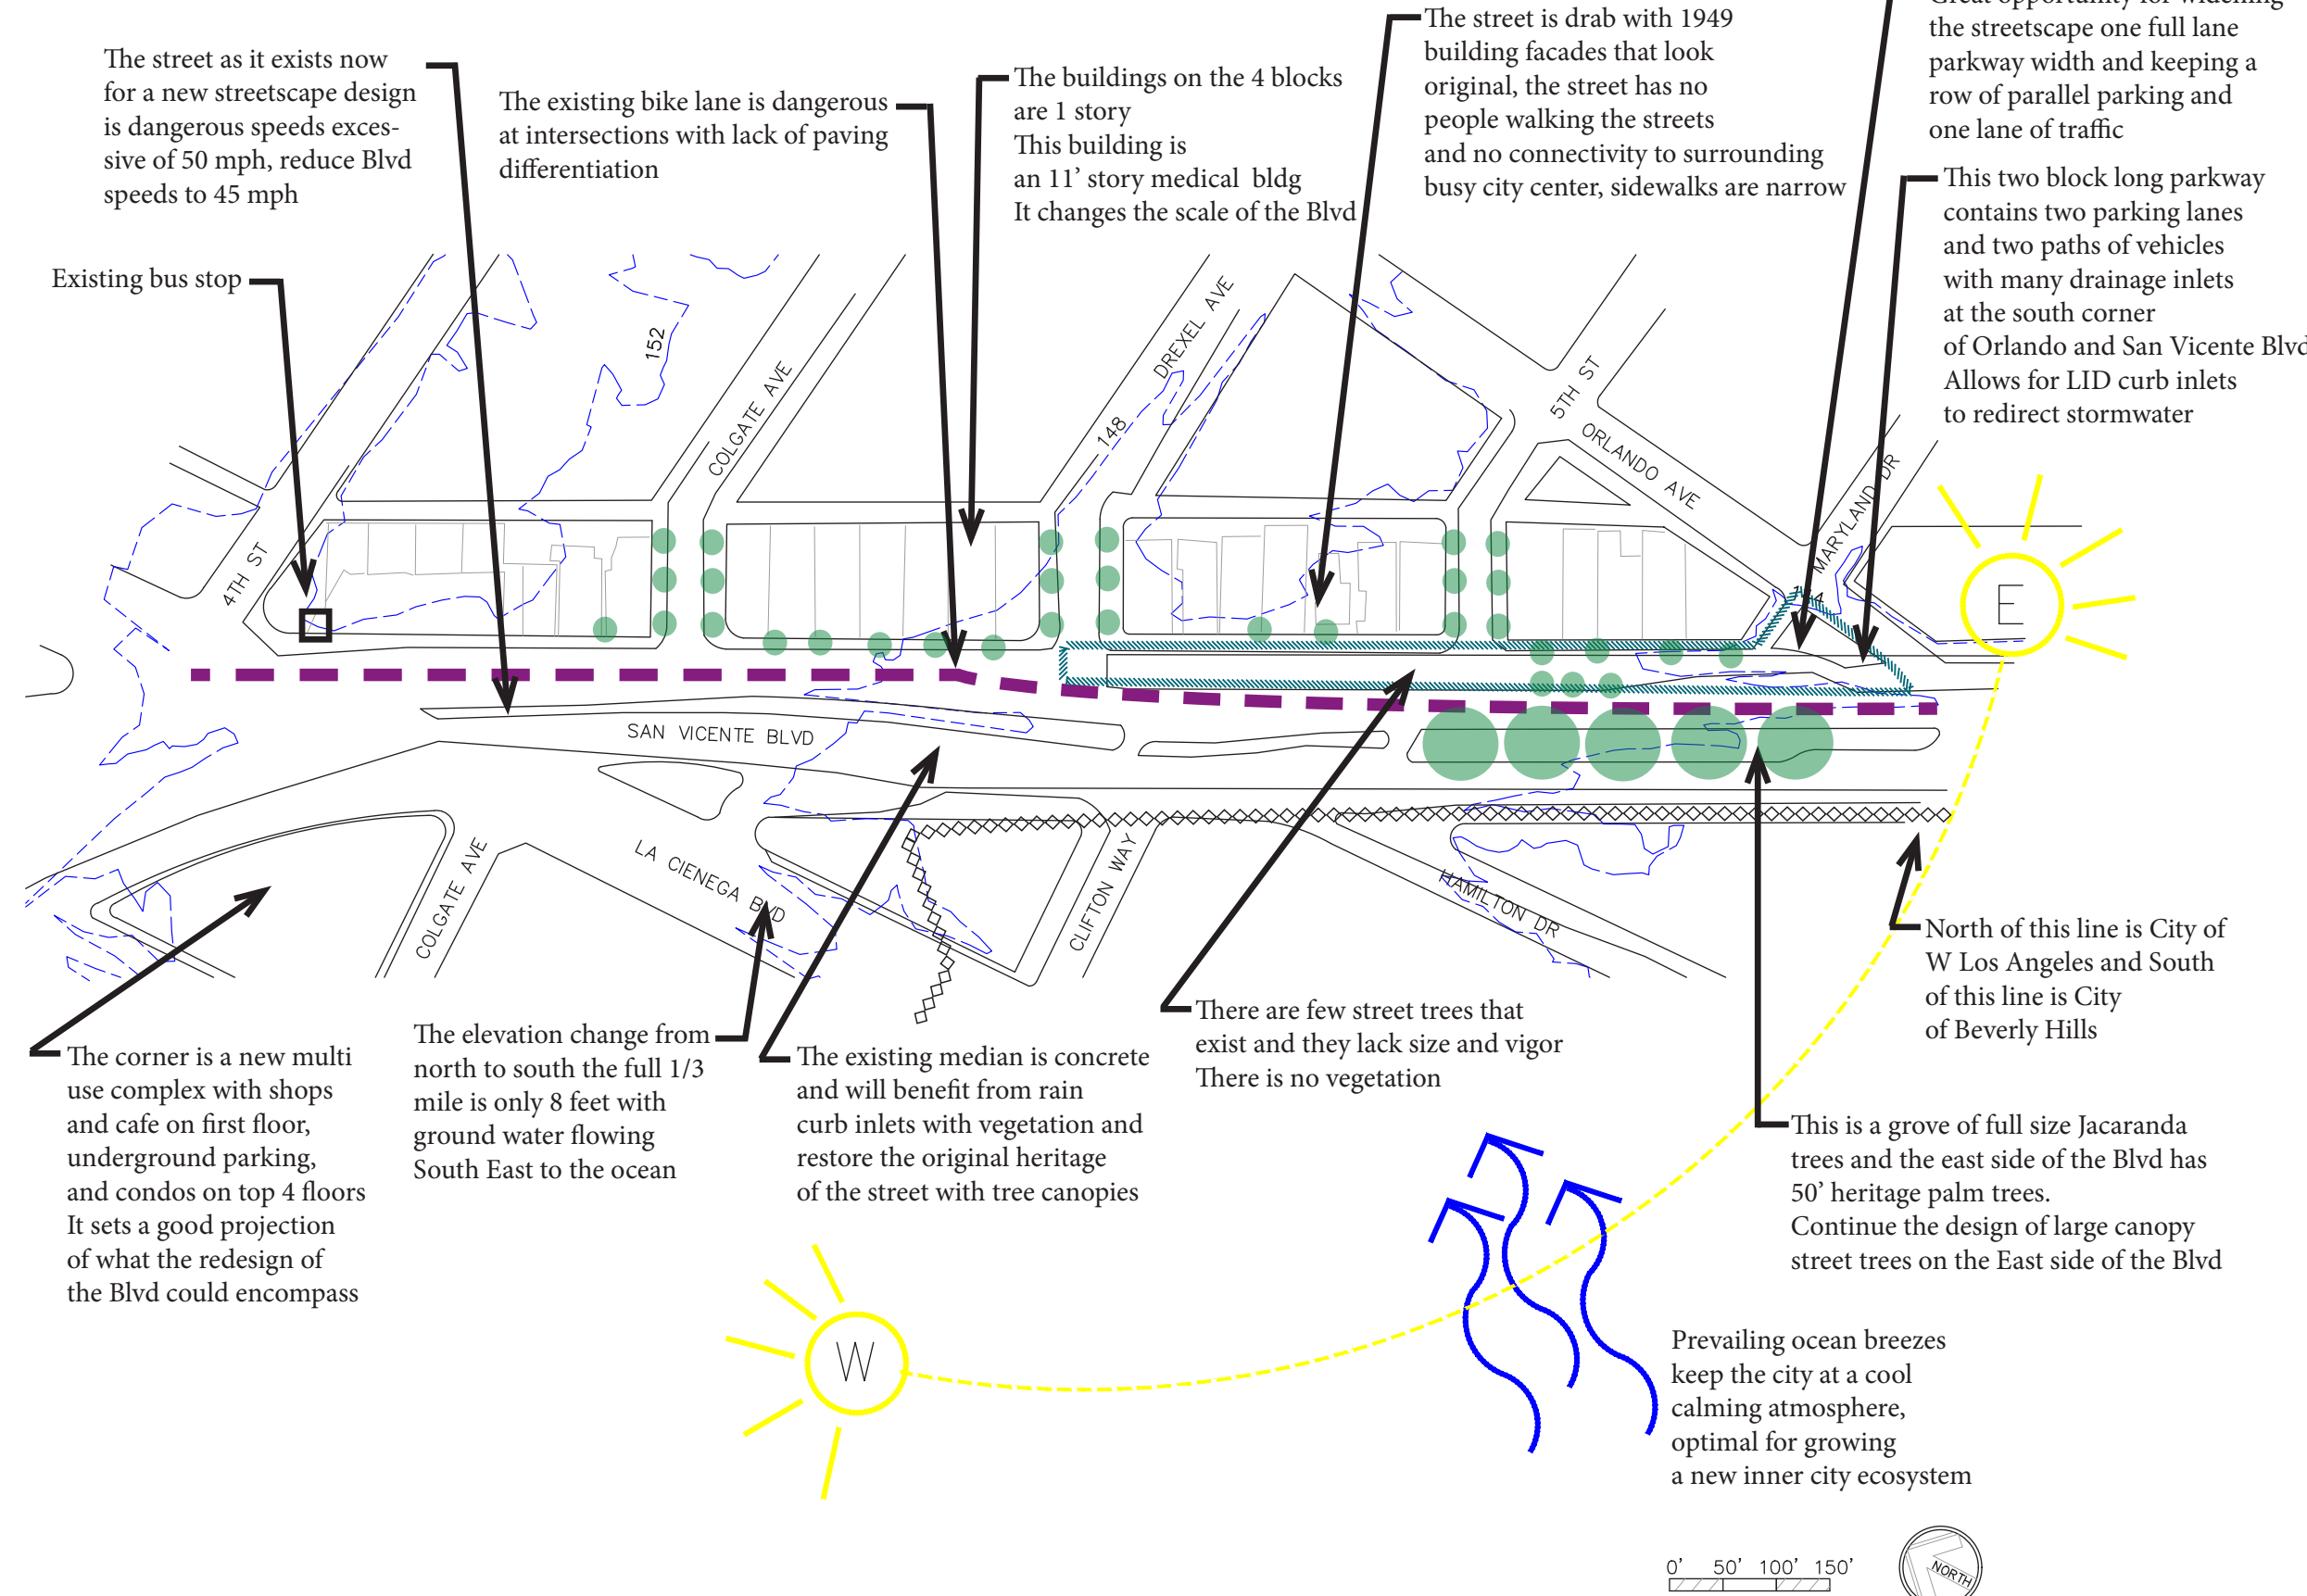 The street as it exists now
for a new streetscape design
is dangerous speeds exces-
sive of 50 mph, reduce Blvd
speeds to 45 mph
The existing bike lane is dangerous
at intersections with lack of paving
differentiation
The buildings on the 4 blocks
are 1 story
This building is
an 11’ story medical bldg
It changes the scale of the Blvd
The street is drab with 1949
building facades that look
original, the street has no
people walking the streets
and no connectivity to surrounding
busy city center, sidewalks are narrow
Great opportunity for widening
the streetscape one full lane
parkway width and keeping a
row of parallel parking and
one lane of traffic
This two block long parkway
contains two parking lanes
and two paths of vehicles
with many drainage inlets
at the south corner
of Orlando and San Vicente Blvd
Allows for LID curb inlets
to redirect stormwater
Existing bus stop
152
COLGATE AVE
DREXEL AVE
148
5TH ST
ORLANDO AVE
MARYLAND DR
4TH ST
E
SAN VICENTE BLVD
COLGATE AVE
LA CIENEGA BLVD
CLIFTON WAY
HAMILTON DR
North of this line is City of
W Los Angeles and South
of this line is City
of Beverly Hills
The corner is a new multi
use complex with shops
and cafe on first floor,
underground parking,
and condos on top 4 floors
It sets a good projection
of what the redesign of
the Blvd could encompass
The elevation change from
north to south the full 1/3
mile is only 8 feet with
ground water flowing
South East to the ocean
The existing median is concrete
and will benefit from rain
curb inlets with vegetation and
restore the original heritage
of the street with tree canopies
There are few street trees that
exist and they lack size and vigor
There is no vegetation
This is a grove of full size Jacaranda
trees and the east side of the Blvd has
50’ heritage palm trees.
Continue the design of large canopy
street trees on the East side of the Blvd
W
Prevailing ocean breezes
keep the city at a cool
calming atmosphere,
optimal for growing
a new inner city ecosystem
0’ 50’ 100’ 150’
NORTH